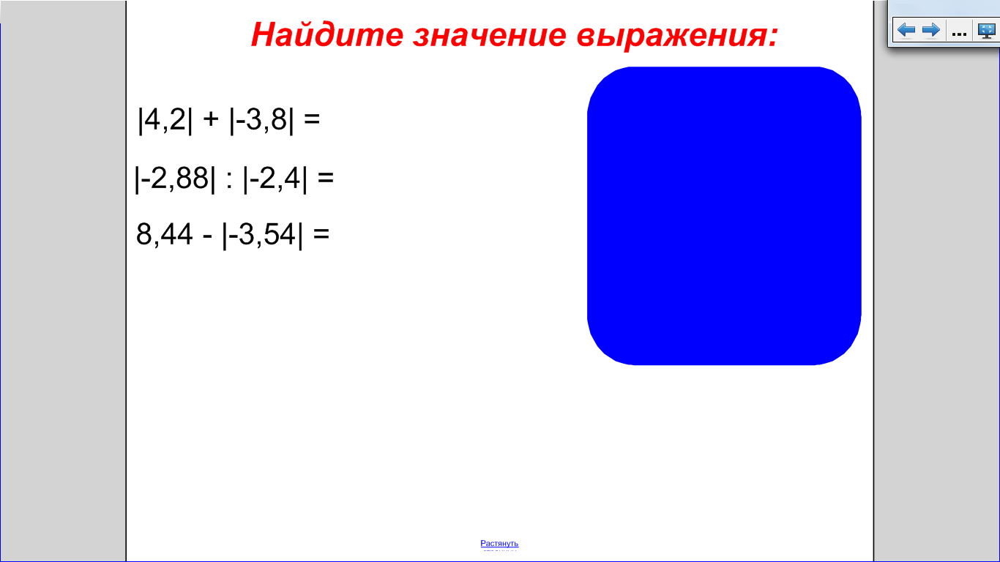 Найдите значение выражения:
|4,2| + |-3,8| =
|-2,88| : |-2,4| =
8,44 - |-3,54| =
Растянуть